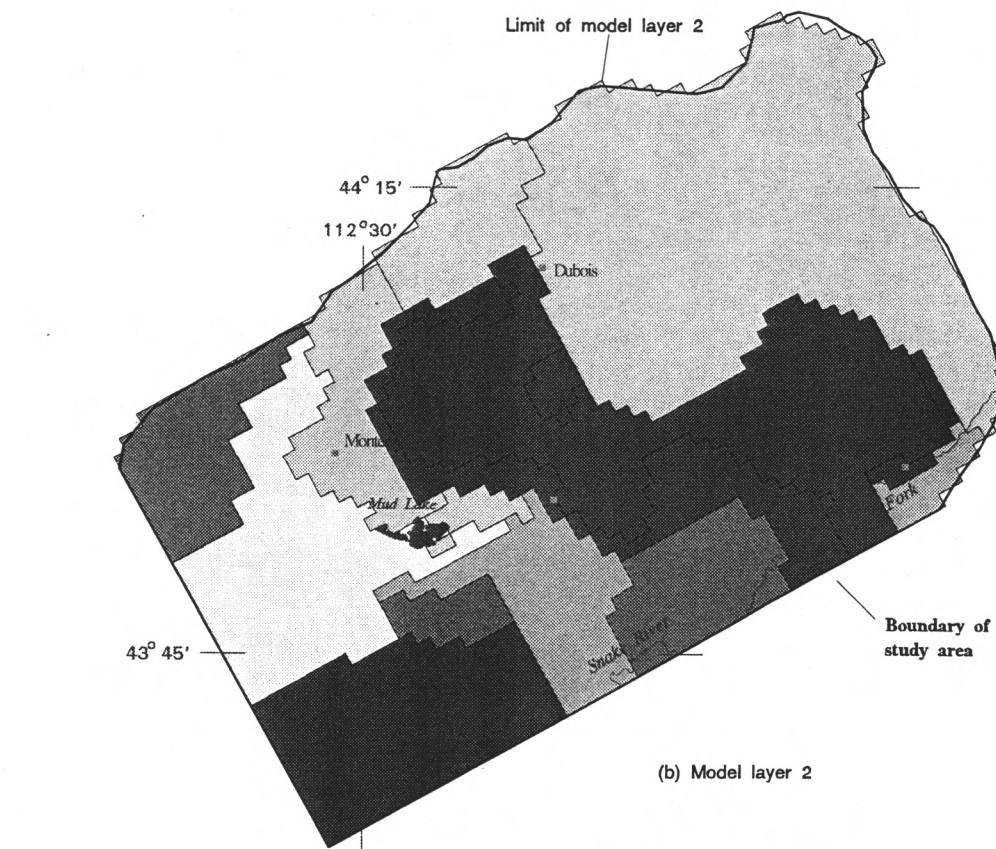 Limit of model layer 2
44° 15'
112° 30'
Dubois
Mud Lake
Fork
Boundary of
study area
43° 45'
Snake River
(b) Model layer 2